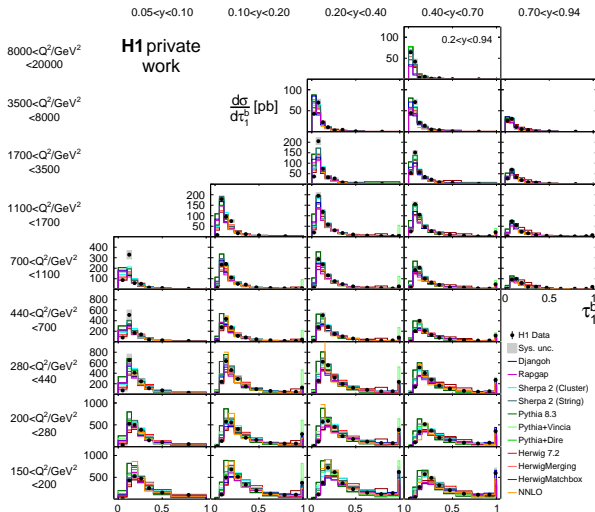 0.05<y<0.10 0.10<y<0.20 0.20<y<0.40 0.40<y<0.70 0.70<y<0.94
8000<Q²/GeV²
<20000
H1 private
work
0.2<y<0.94
100
50
3500<Q²/GeV²
<8000
dσ/dτ₁ᵇ [pb]
100
50
1700<Q²/GeV²
<3500
200
150
100
50
1100<Q²/GeV²
<1700
200
150
100
50
700<Q²/GeV²
<1100
400
300
200
100
0 0.5 1
τ₁ᵇ
440<Q²/GeV²
<700
800
600
400
200
280<Q²/GeV²
<440
800
600
400
200
200<Q²/GeV²
<280
1000
500
150<Q²/GeV²
<200
1000
500
0 0.5 1 0 0.5 1 0 0.5 1 0 0.5 1
H1 Data
Sys. unc.
Djangoh
Rapgap
Sherpa 2 (Cluster)
Sherpa 2 (String)
Pythia 8.3
Pythia+Vincia
Pythia+Dire
Herwig 7.2
HerwigMerging
HerwigMatchbox
NNLO